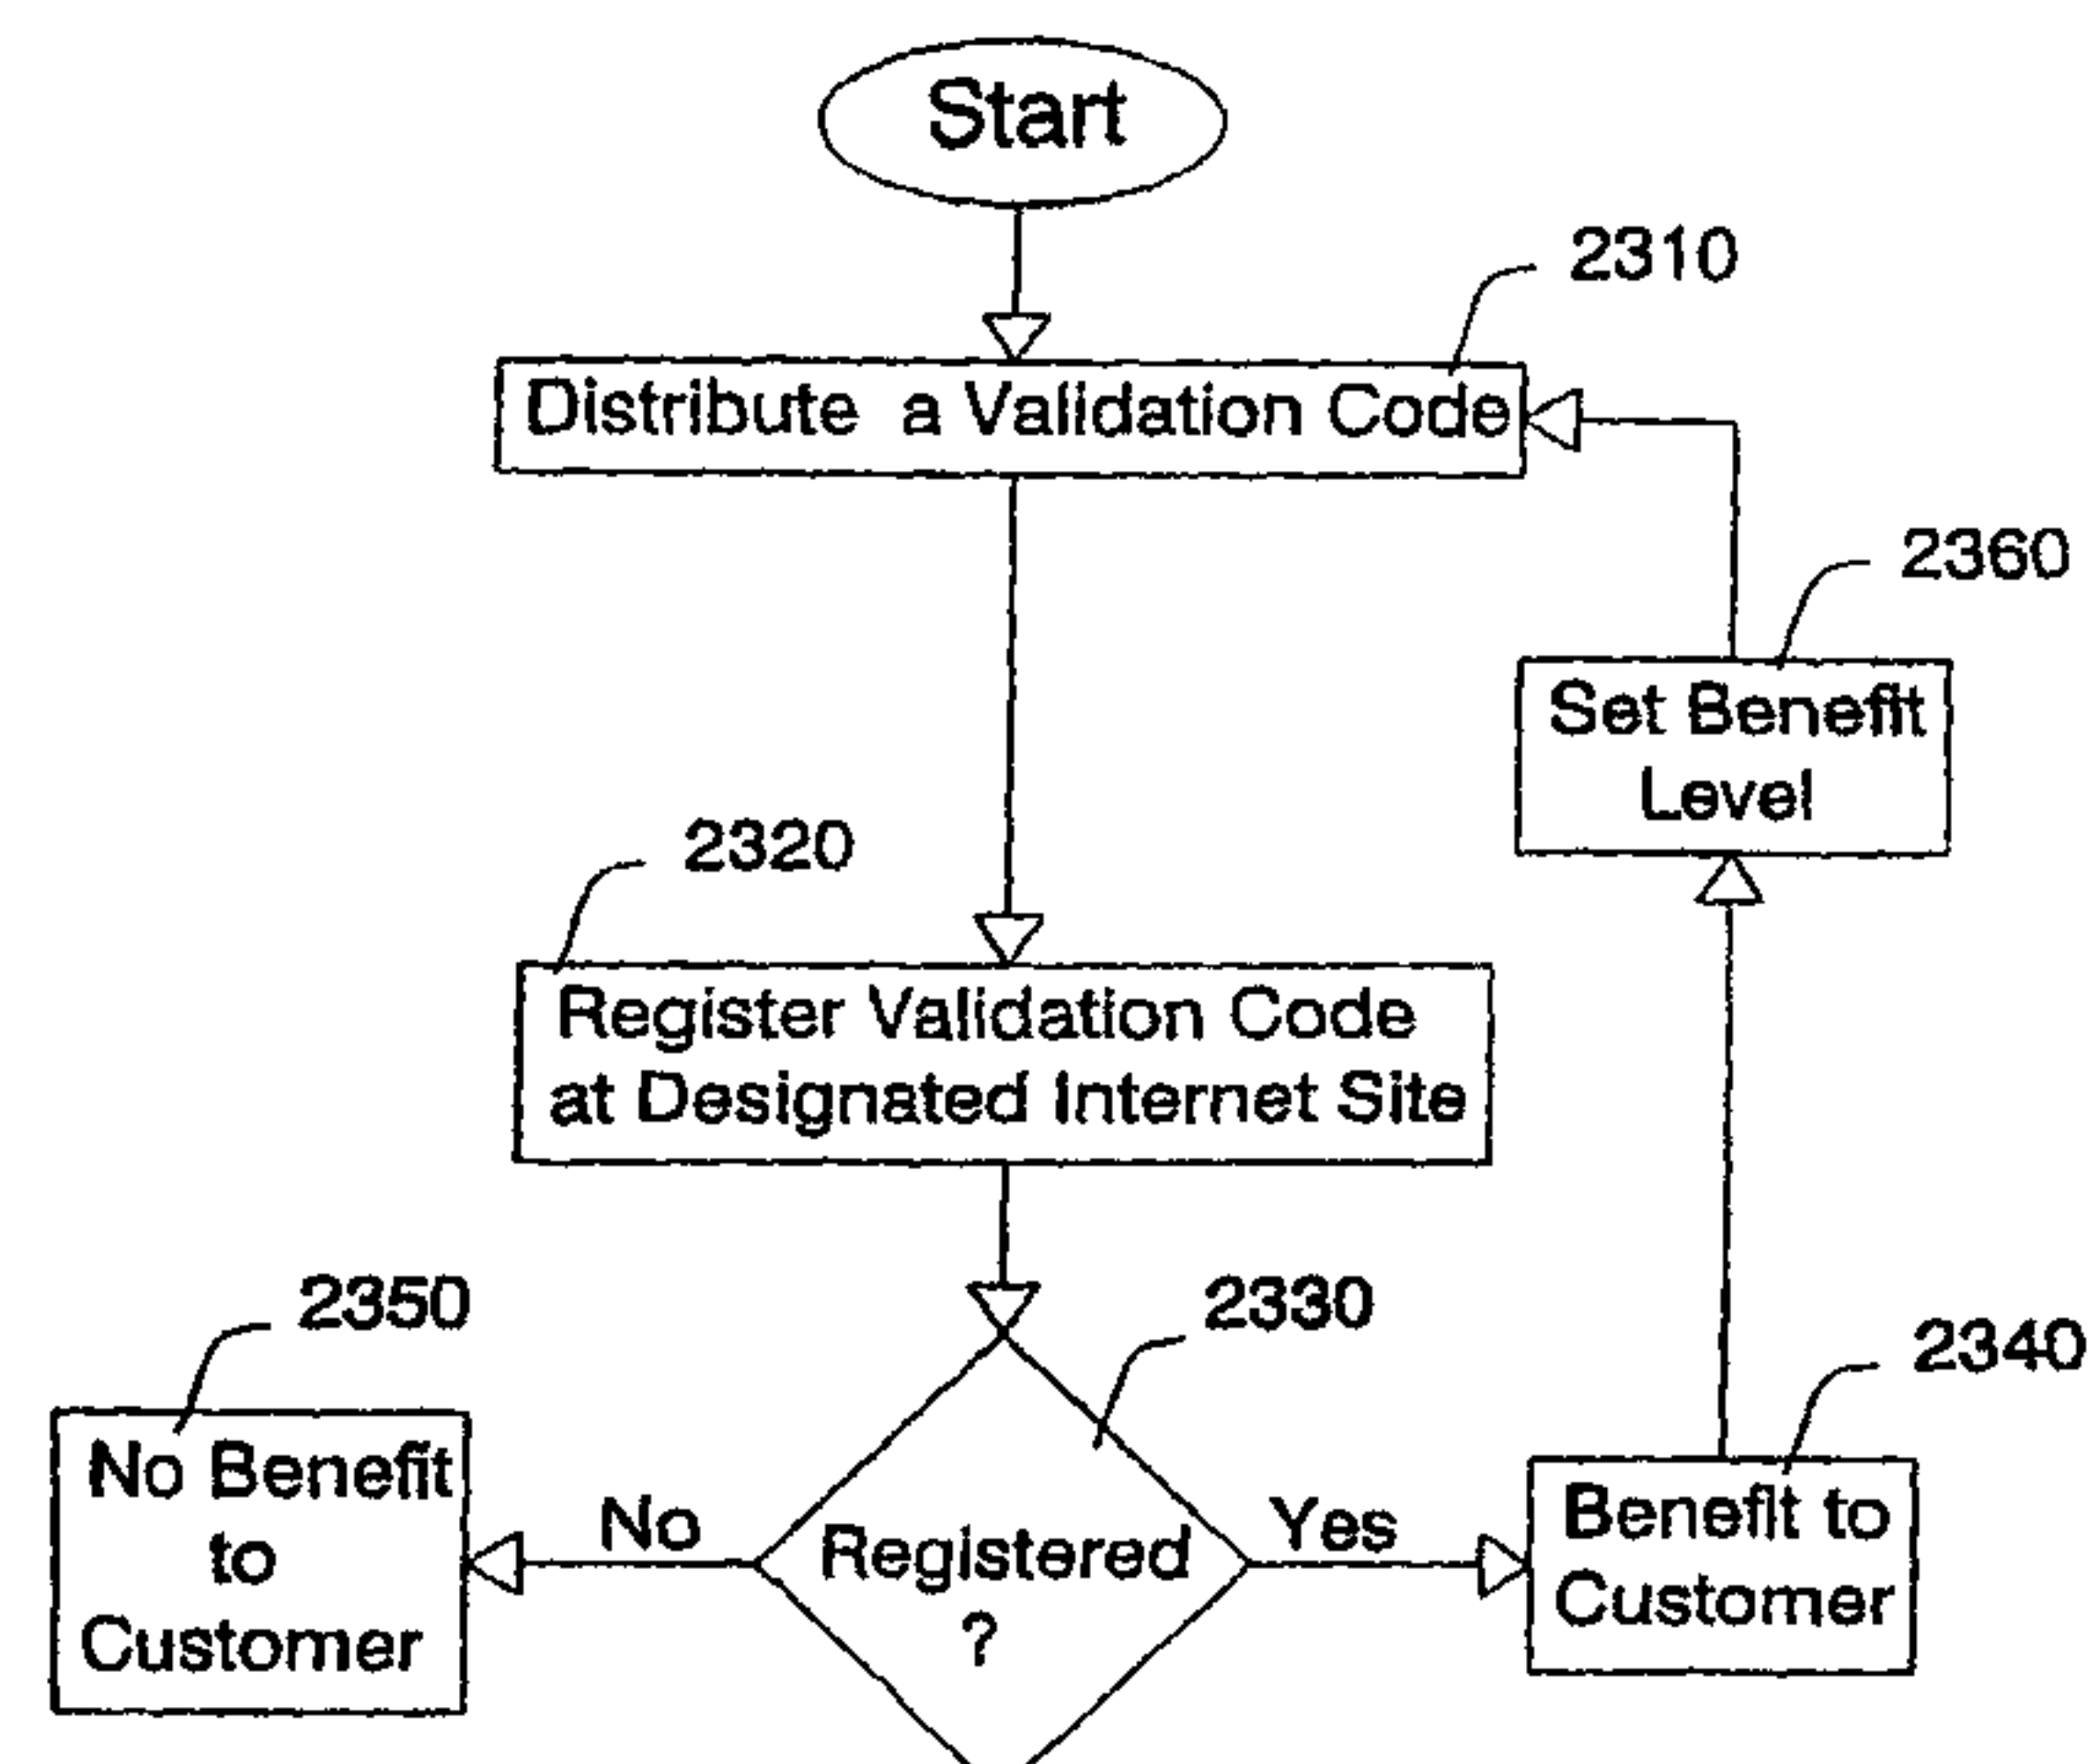 Start
2310
Distribute a Validation Code
2360
Set Benefit
Level
2320
Register Validation Code
at Designated Internet Site
2350
2330
2340
No Benefit
to
Customer
No
Registered
?
Yes
Benefit to
Customer